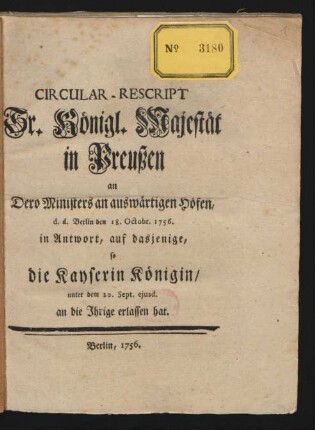 No 3180
CIRCULAR-RESCRIPT
Sr. Königl. Majestät
in Preußen
an
Dero Ministers an auswärtigen Höfen,
d. d. Berlin den 18. Octobr. 1756.
in Antwort, auf dasjenige,
so
die Kayserin Königin/
unter dem 20. Sept. ejusd.
an die Ihrige erlassen hat.
Berlin, 1756.